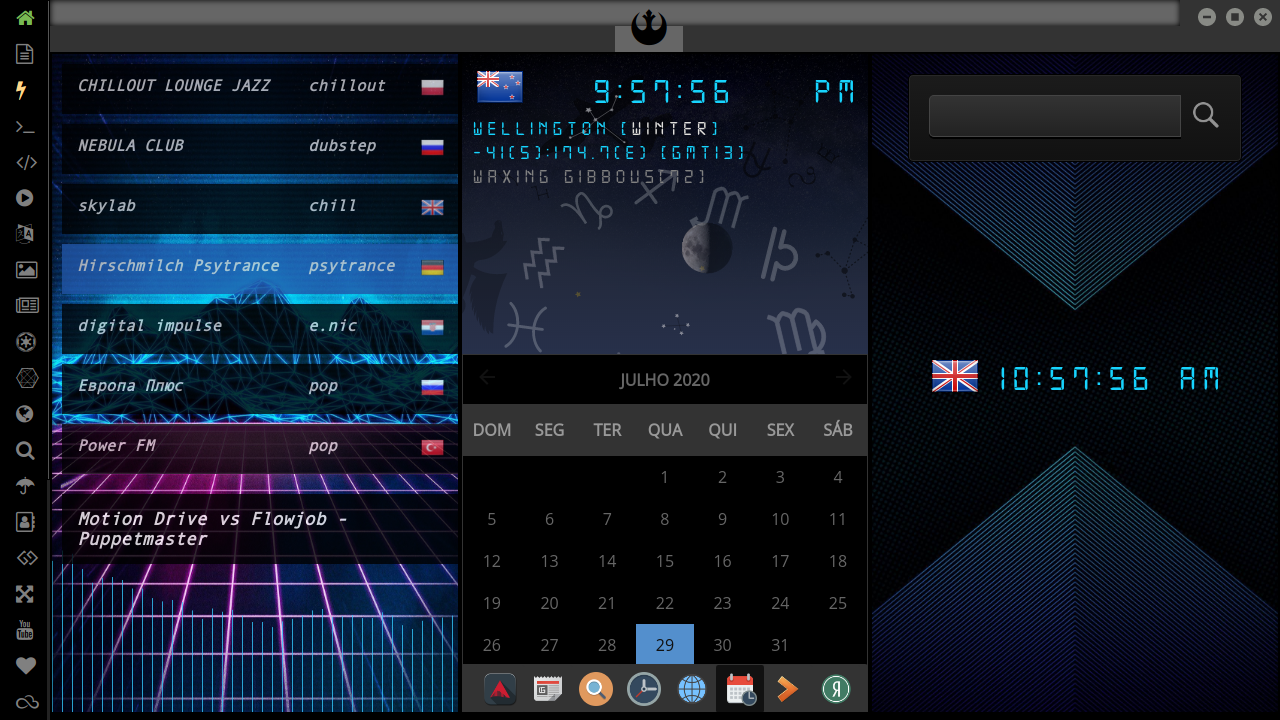 CHILLOUT LOUNGE JAZZ chillout
NEBULA CLUB dubstep
skylab chill
Hirschmilch Psytrance psytrance
digital impulse e.nic
Европа Плюс pop
Power FM pop
Motion Drive vs Flowjob -
Puppetmaster
9:57:56 PM
WELLINGTON [WINTER]
-41(S):174.7(E) [GMT13]
WAXING GIBBOUS[72]
JULHO 2020
DOM SEG TER QUA QUI SEX SÁB
1 2 3 4
5 6 7 8 9 10 11
12 13 14 15 16 17 18
19 20 21 22 23 24 25
26 27 28 29 30 31
10:57:56 AM
You
Tube
Я